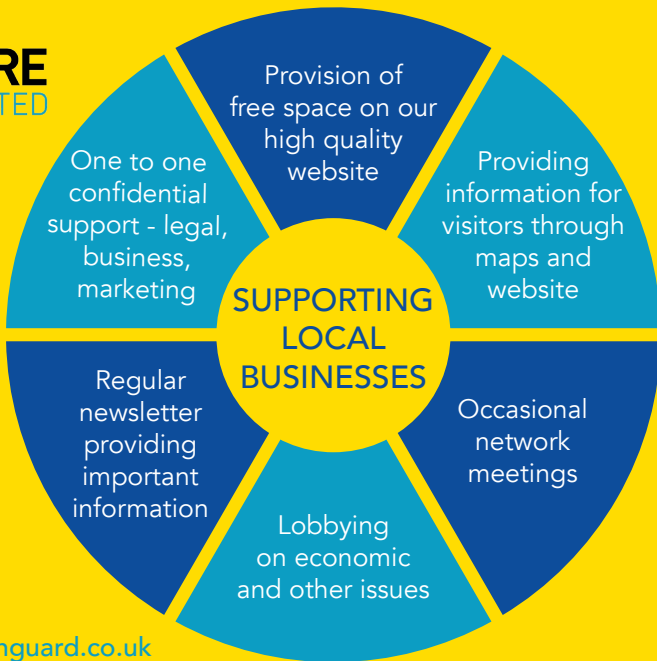 RE
TED
Provision of
free space on our
high quality
website
Providing
information for
visitors through
maps and
website
Occasional
network
meetings
Lobbying
on economic
and other issues
Regular
newsletter
providing
important
information
One to one
confidential
support - legal,
business,
marketing
SUPPORTING
LOCAL
BUSINESSES
nguard.co.uk